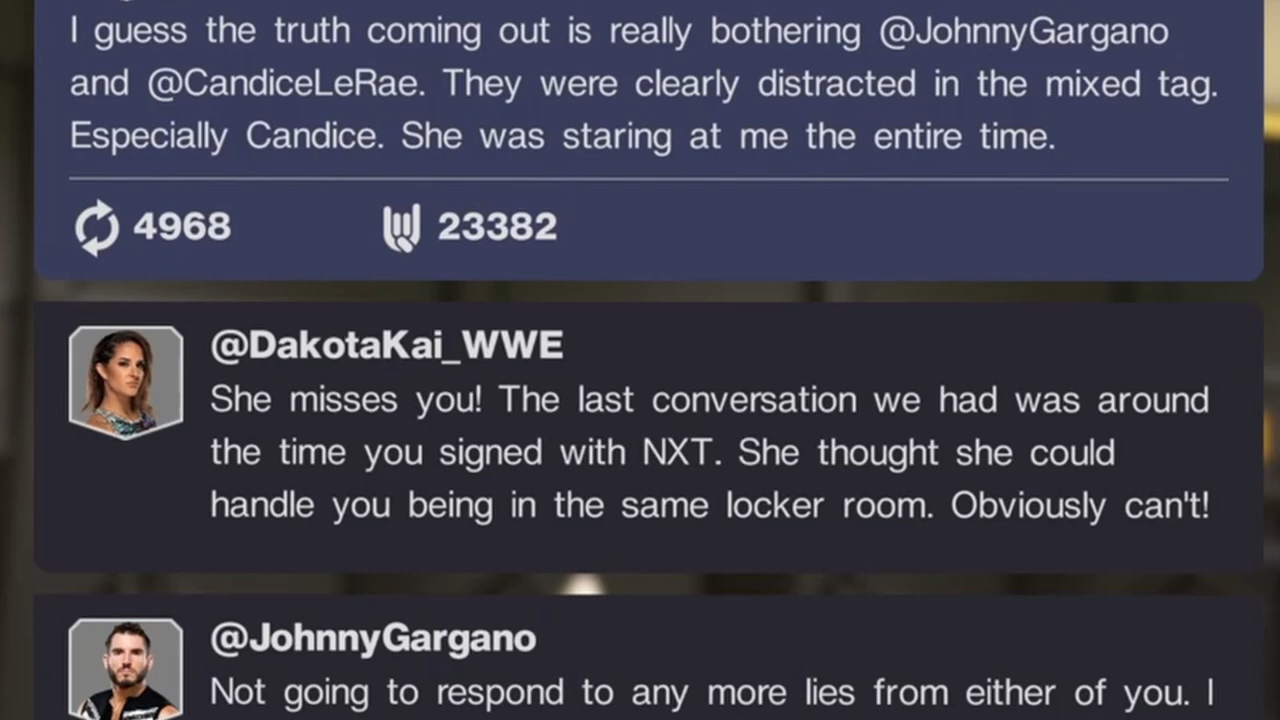 I guess the truth coming out is really bothering @JohnnyGargano
and @CandiceLeRae. They were clearly distracted in the mixed tag.
Especially Candice. She was staring at me the entire time.
4968 23382
@DakotaKai_WWE
She misses you! The last conversation we had was around
the time you signed with NXT. She thought she could
handle you being in the same locker room. Obviously can't!
@JohnnyGargano
Not going to respond to any more lies from either of you. I